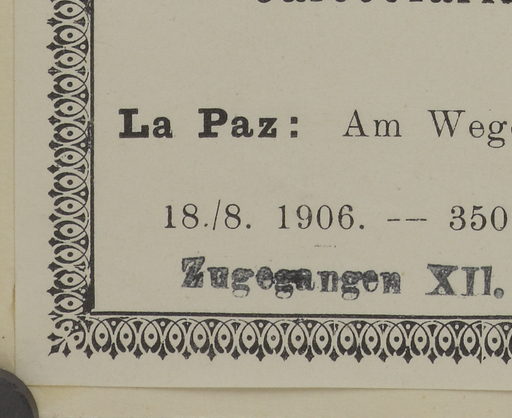 La Paz: Am Weg
18./8. 1906. — 350
Zugegangen XII.